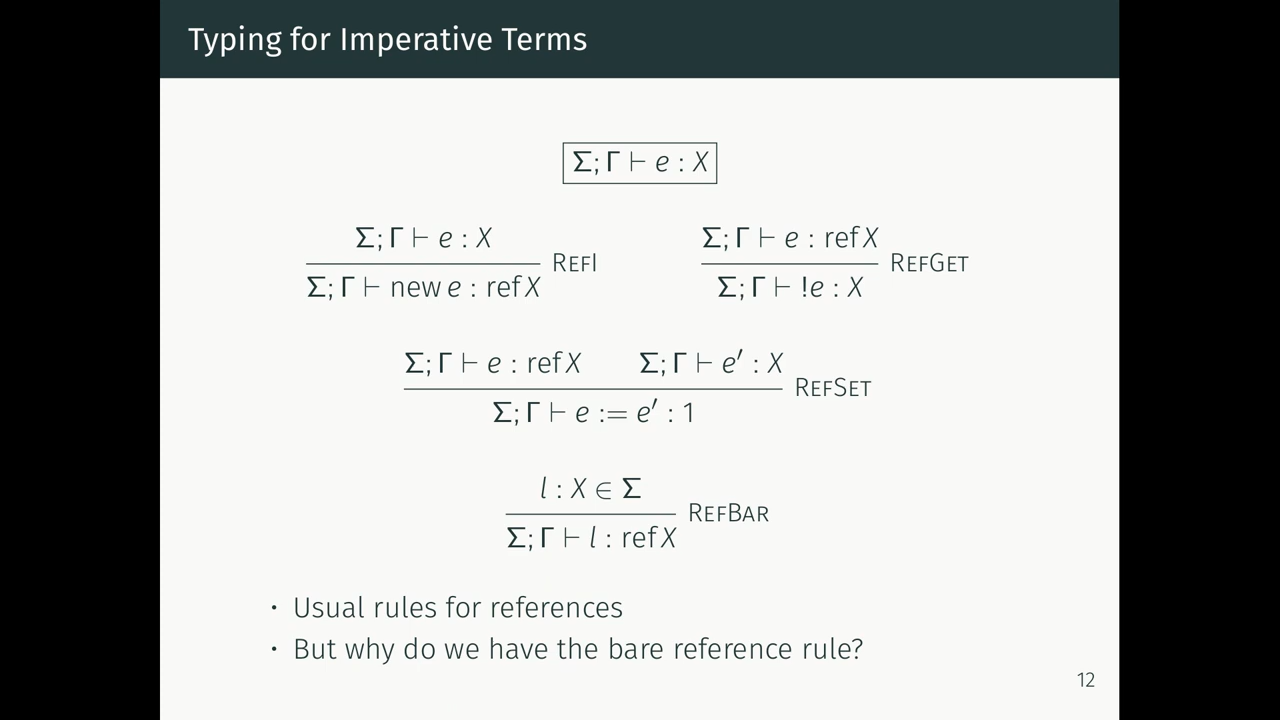 Typing for Imperative Terms
Σ; Γ ⊢ e : X
Σ; Γ ⊢ e : X
Σ; Γ ⊢ new e : ref X
REFI
Σ; Γ ⊢ e : ref X
Σ; Γ ⊢ !e : X
REFGET
Σ; Γ ⊢ e : ref X Σ; Γ ⊢ e′ : X
Σ; Γ ⊢ e := e′ : 1
REFSET
l : X ∈ Σ
Σ; Γ ⊢ l : ref X
REFBAR
• Usual rules for references
• But why do we have the bare reference rule?
12